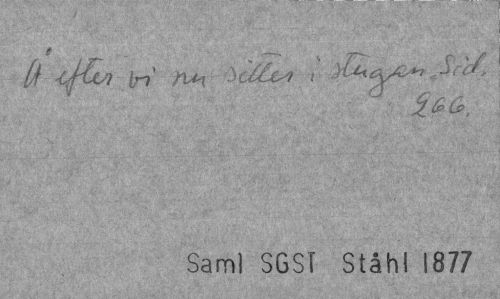 Å efter vi nu sitter i stugan. Sid.
266.
Saml SGST Ståhl 1877